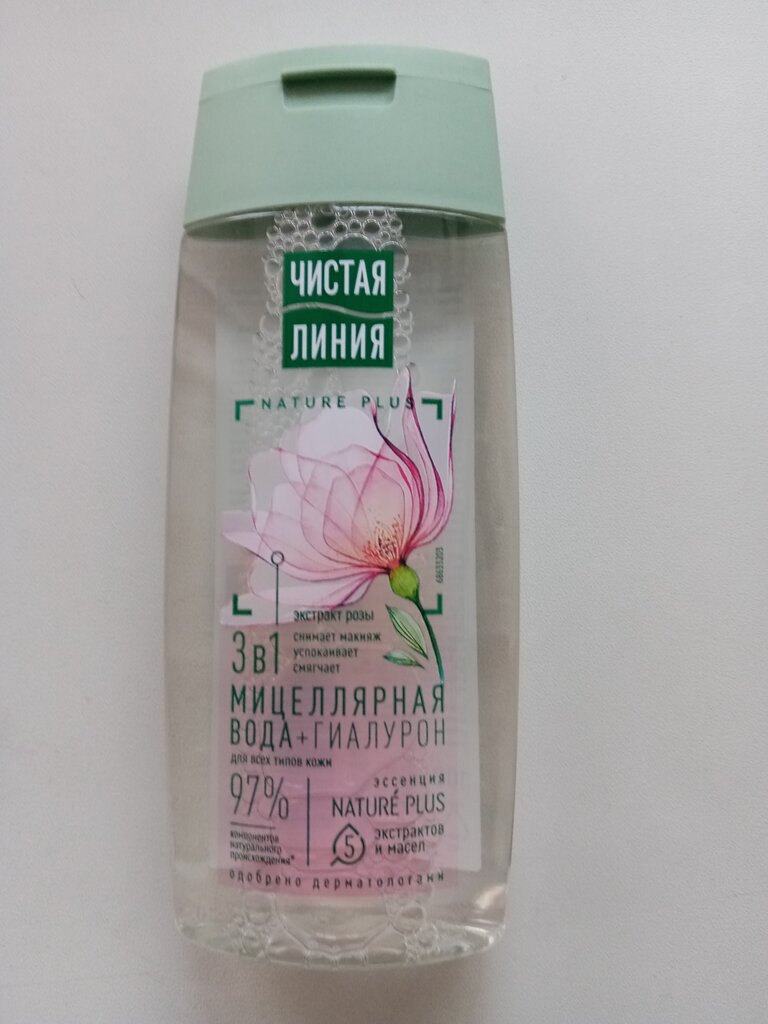 ЧИСТАЯ
ЛИНИЯ
NATURE PLUS
68633203
экстракт розы
3в1
снимает макияж
успокаивает
смягчает
МИЦЕЛЛЯРНАЯ
ВОДА+ГИАЛУРОН
для всех типов кожи
97%
компонентов
натурального
происхождения*
эссенция
NATURÉ PLUS
5
экстрактов
и масел
одобрено дерматологами